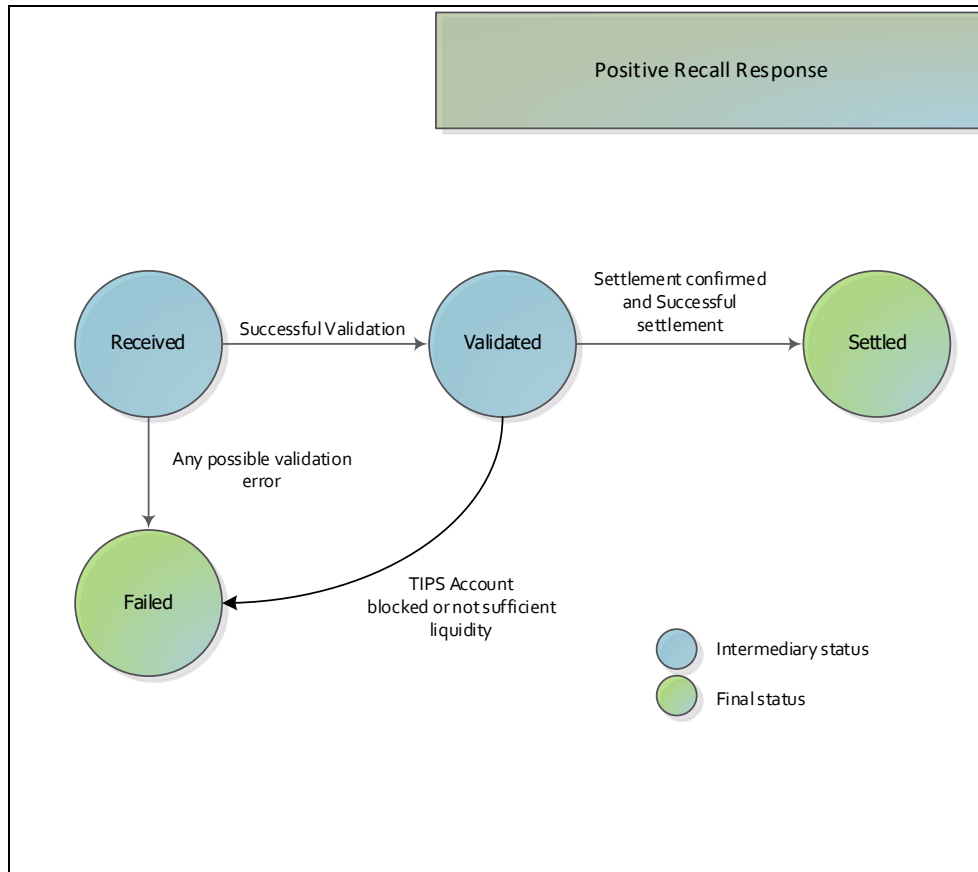 Positive Recall Response
Settlement confirmed
and Successful
settlement
Received
Successful Validation
Validated
Settled
Any possible validation
error
Failed
TIPS Account
blocked or not sufficient
liquidity
Intermediary status
Final status